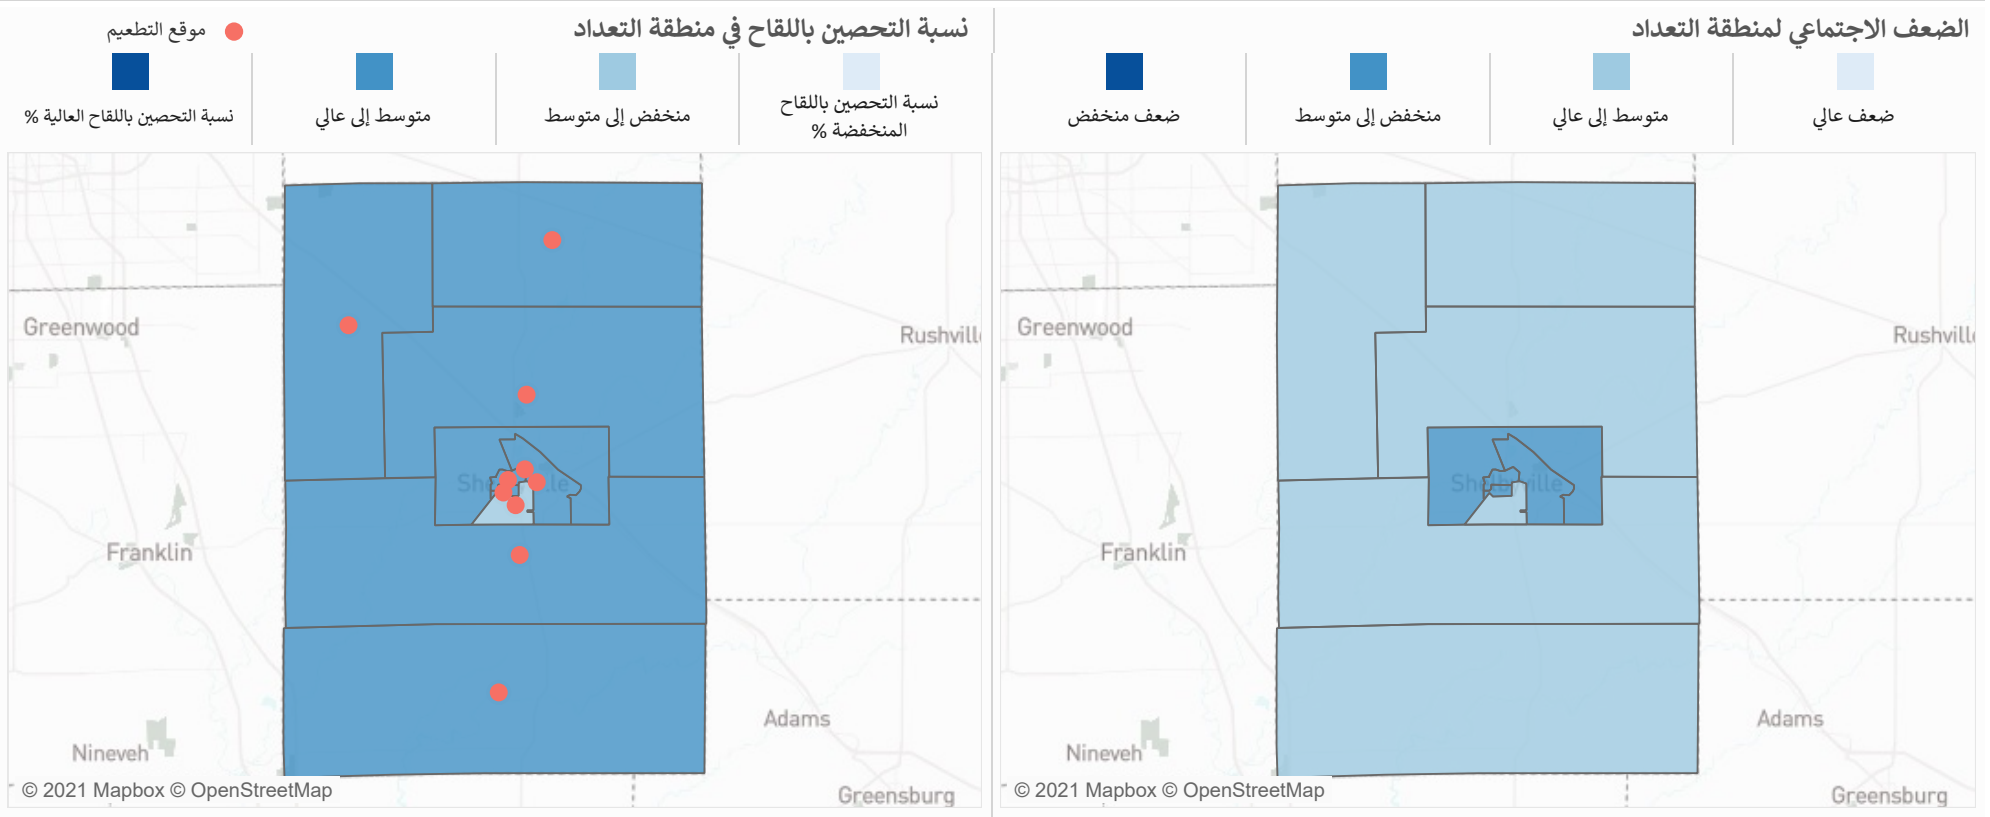 الضعف الاجتماعي لمنطقة التعداد
ضعف عالي
متوسط إلى عالي
منخفض إلى متوسط
ضعف منخفض
Greenwood
Rushville
Shelbyville
Franklin
Adams
Nineveh
Greensburg
© 2021 Mapbox © OpenStreetMap
نسبة التحصين باللقاح في منطقة التعداد
موقع التطعيم
نسبة التحصين باللقاح
المنخفضة %
منخفض إلى متوسط
متوسط إلى عالي
نسبة التحصين باللقاح العالية %
Greenwood
Rushville
Franklin
Adams
Nineveh
Greensburg
© 2021 Mapbox © OpenStreetMap